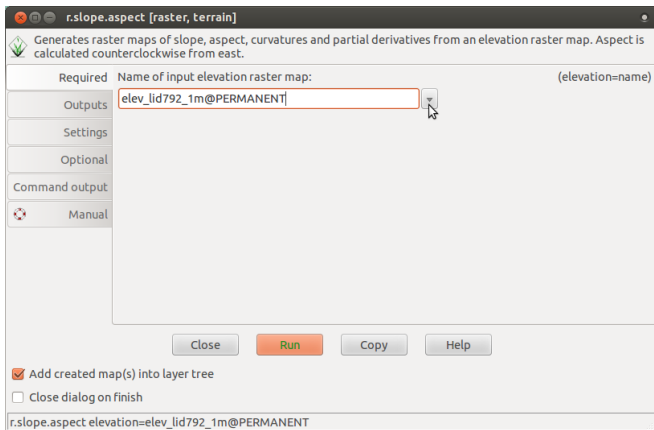 r.slope.aspect [raster, terrain]
Generates raster maps of slope, aspect, curvatures and partial derivatives from an elevation raster map. Aspect is
calculated counterclockwise from east.
Required
Name of input elevation raster map: (elevation=name)
Outputs
elev_lid792_1m@PERMANENT
Settings
Optional
Command output
Manual
Close Run Copy Help
Add created map(s) into layer tree
Close dialog on finish
r.slope.aspect elevation=elev_lid792_1m@PERMANENT